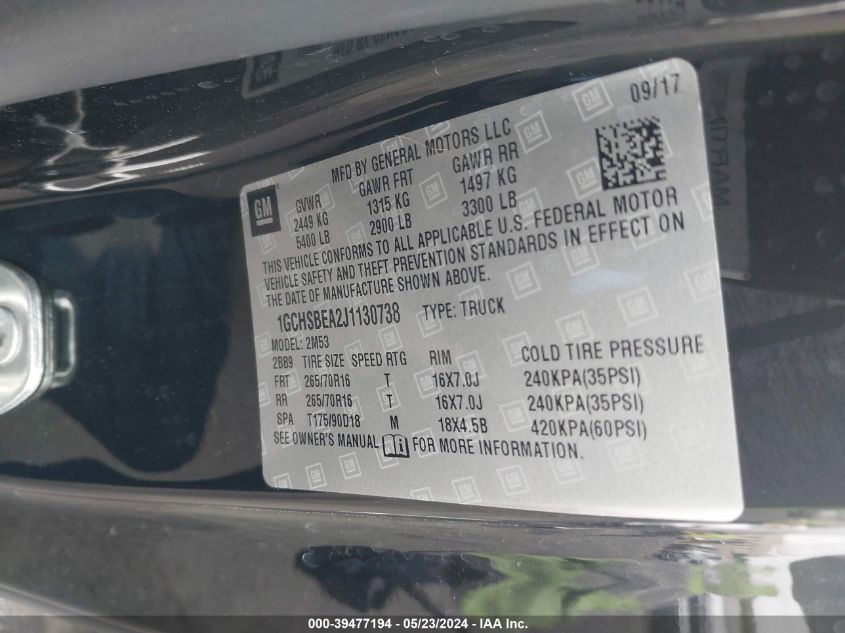 09/17
MFD BY GENERAL MOTORS LLC
GM
GVWR GAWR FRT GAWR RR
2449 KG 1315 KG 1497 KG
5400 LB 2900 LB 3300 LB
THIS VEHICLE CONFORMS TO ALL APPLICABLE U.S. FEDERAL MOTOR
VEHICLE SAFETY AND THEFT PREVENTION STANDARDS IN EFFECT ON
THE DATE OF MANUFACTURE SHOWN ABOVE.
1GCHSBEA2J1130738 TYPE: TRUCK
MODEL: 2M53
2BB9 TIRE SIZE SPEED RTG RIM COLD TIRE PRESSURE
FRT 265/70R16 T 16X7.0J 240KPA(35PSI)
RR 265/70R16 T 16X7.0J 240KPA(35PSI)
SPA T175/90D18 M 18X4.5B 420KPA(60PSI)
SEE OWNER'S MANUAL FOR MORE INFORMATION.
000-39477194 - 05/23/2024 - IAA Inc.